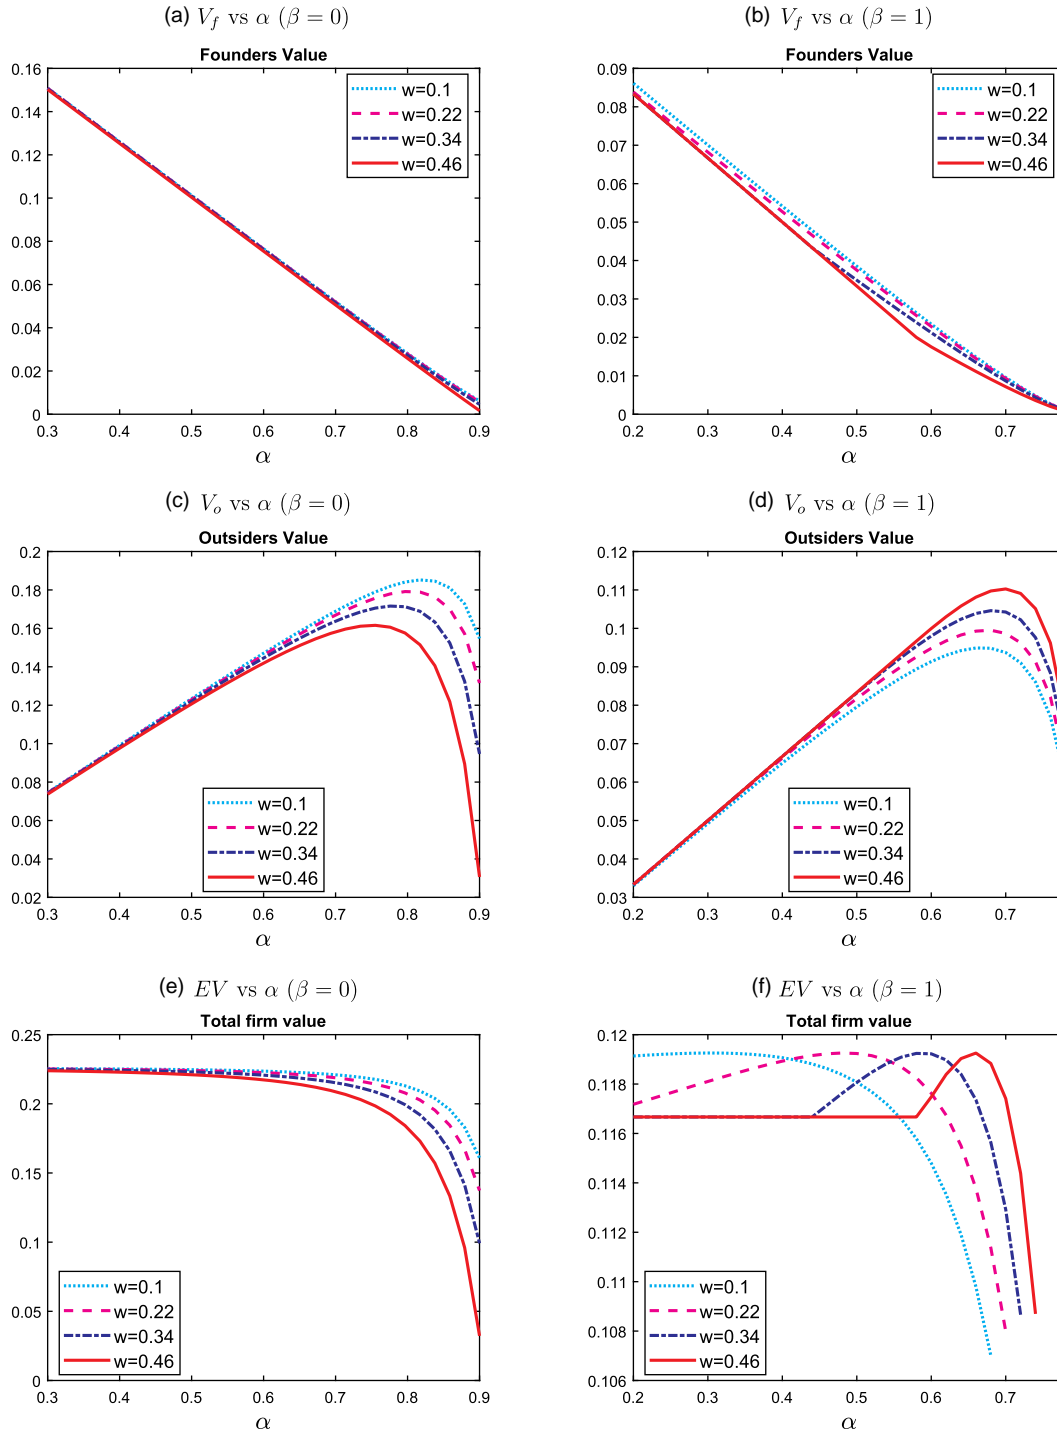 (a) V_f vs α (β = 0)
Founders Value
0.16
0.14
0.12
0.1
0.08
0.06
0.04
0.02
0
0.3 0.4 0.5 0.6 0.7 0.8 0.9
α
w=0.1
w=0.22
w=0.34
w=0.46
(b) V_f vs α (β = 1)
Founders Value
0.09
0.08
0.07
0.06
0.05
0.04
0.03
0.02
0.01
0
0.2 0.3 0.4 0.5 0.6 0.7
α
w=0.1
w=0.22
w=0.34
w=0.46
(c) V_o vs α (β = 0)
Outsiders Value
0.2
0.18
0.16
0.14
0.12
0.1
0.08
0.06
0.04
0.02
0.3 0.4 0.5 0.6 0.7 0.8 0.9
α
w=0.1
w=0.22
w=0.34
w=0.46
(d) V_o vs α (β = 1)
Outsiders Value
0.12
0.11
0.1
0.09
0.08
0.07
0.06
0.05
0.04
0.03
0.2 0.3 0.4 0.5 0.6 0.7
α
w=0.1
w=0.22
w=0.34
w=0.46
(e) EV vs α (β = 0)
Total firm value
0.25
0.2
0.15
0.1
0.05
0
0.3 0.4 0.5 0.6 0.7 0.8 0.9
α
w=0.1
w=0.22
w=0.34
w=0.46
(f) EV vs α (β = 1)
Total firm value
0.12
0.118
0.116
0.114
0.112
0.11
0.108
0.106
0.2 0.3 0.4 0.5 0.6 0.7
α
w=0.1
w=0.22
w=0.34
w=0.46